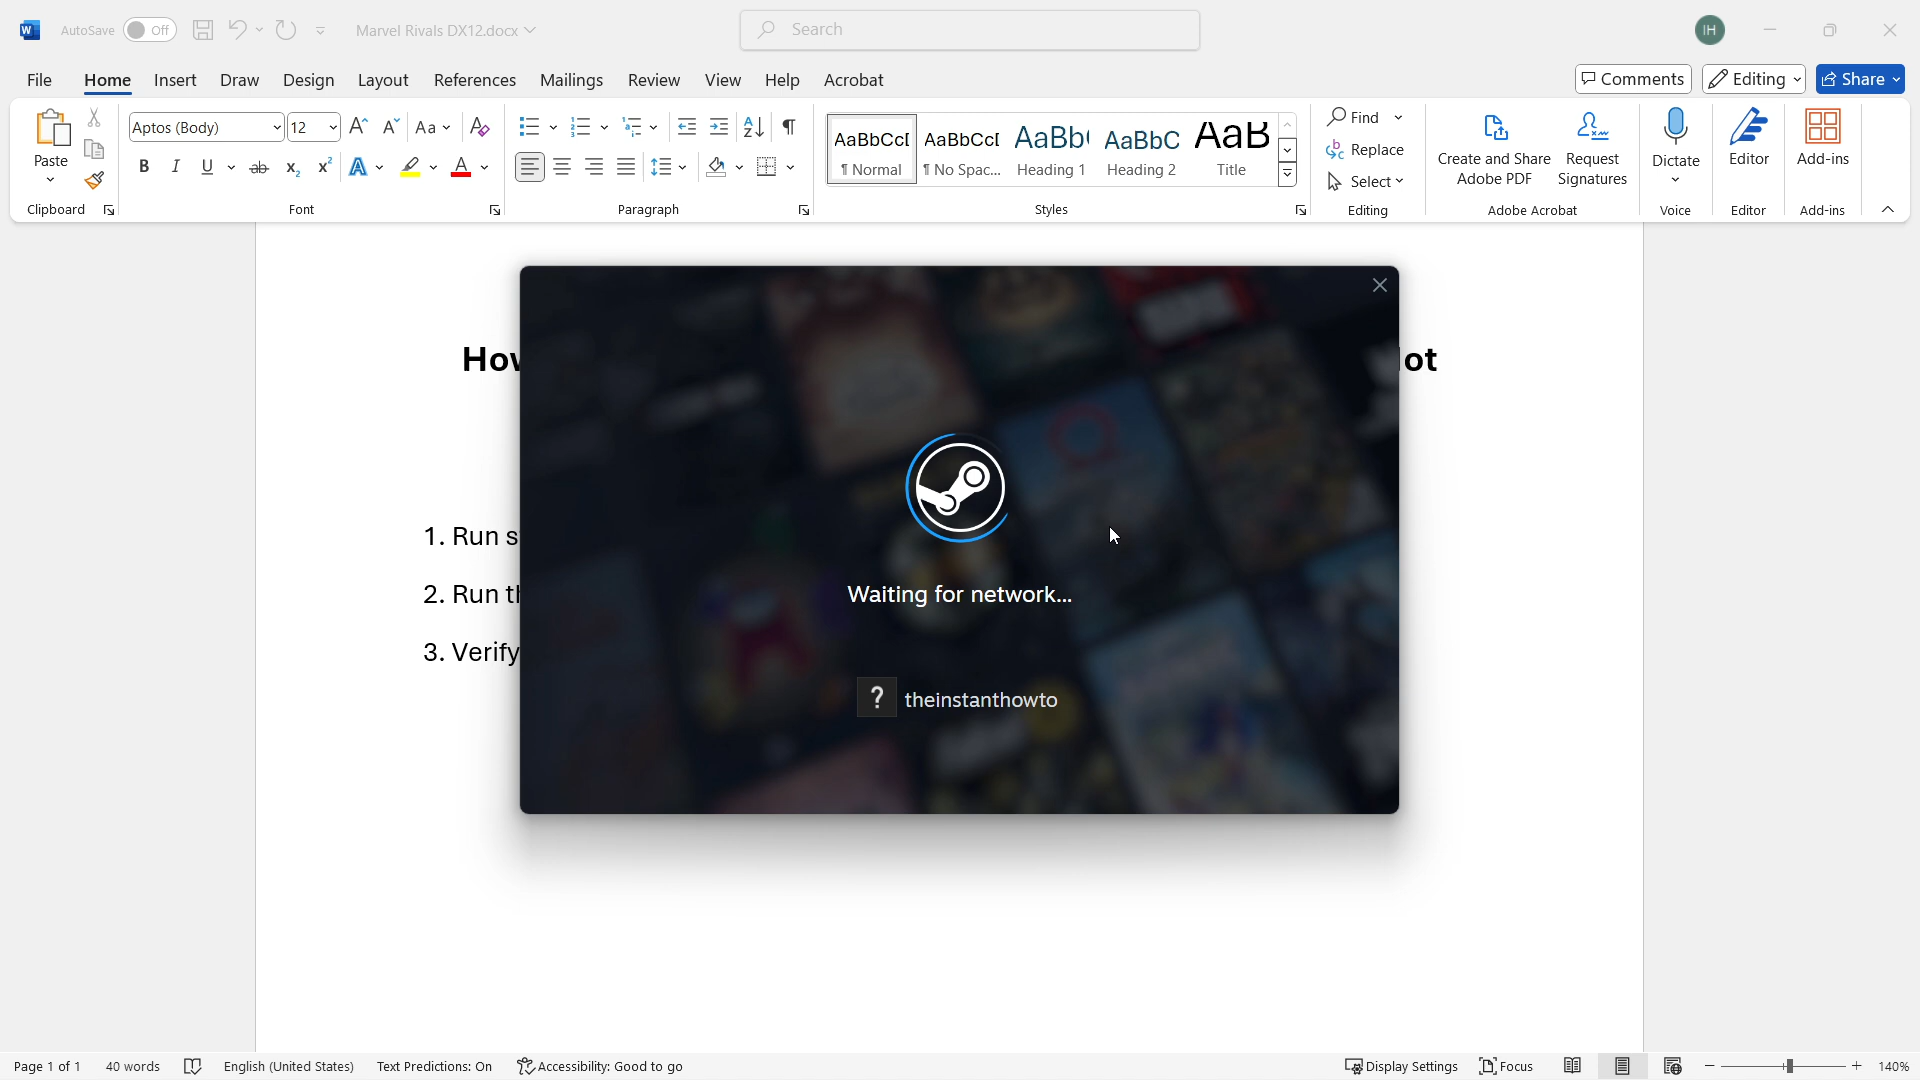 AutoSave Off Marvel Rivals DX12.docx Search IH
File Home Insert Draw Design Layout References Mailings Review View Help Acrobat Comments Editing Share
Paste
Clipboard
Aptos (Body) 12
Aa
B I U ab x₂ x² A A
Font
Paragraph
AaBbCcI AaBbCcI AaBb( AaBbC AaB
¶ Normal ¶ No Spac... Heading 1 Heading 2 Title
Styles
Find
Replace
Select
Editing
Create and Share
Adobe PDF
Request
Signatures
Adobe Acrobat
Dictate
Voice
Editor
Editor
Add-ins
Add-ins
How ot
1. Run s
2. Run th
3. Verify
Waiting for network...
? theinstanthowto
Page 1 of 1 40 words English (United States) Text Predictions: On Accessibility: Good to go Display Settings Focus 140%